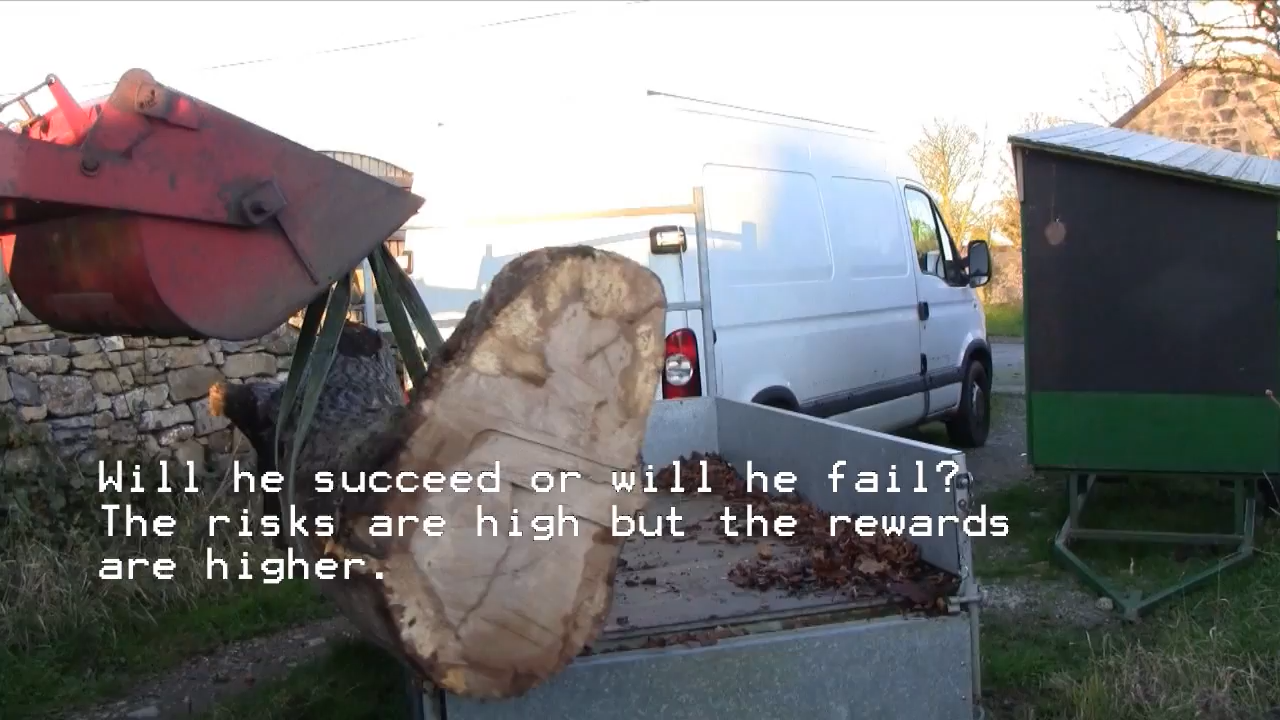 Will he succeed or will he fail?
The risks are high but the rewards
are higher.